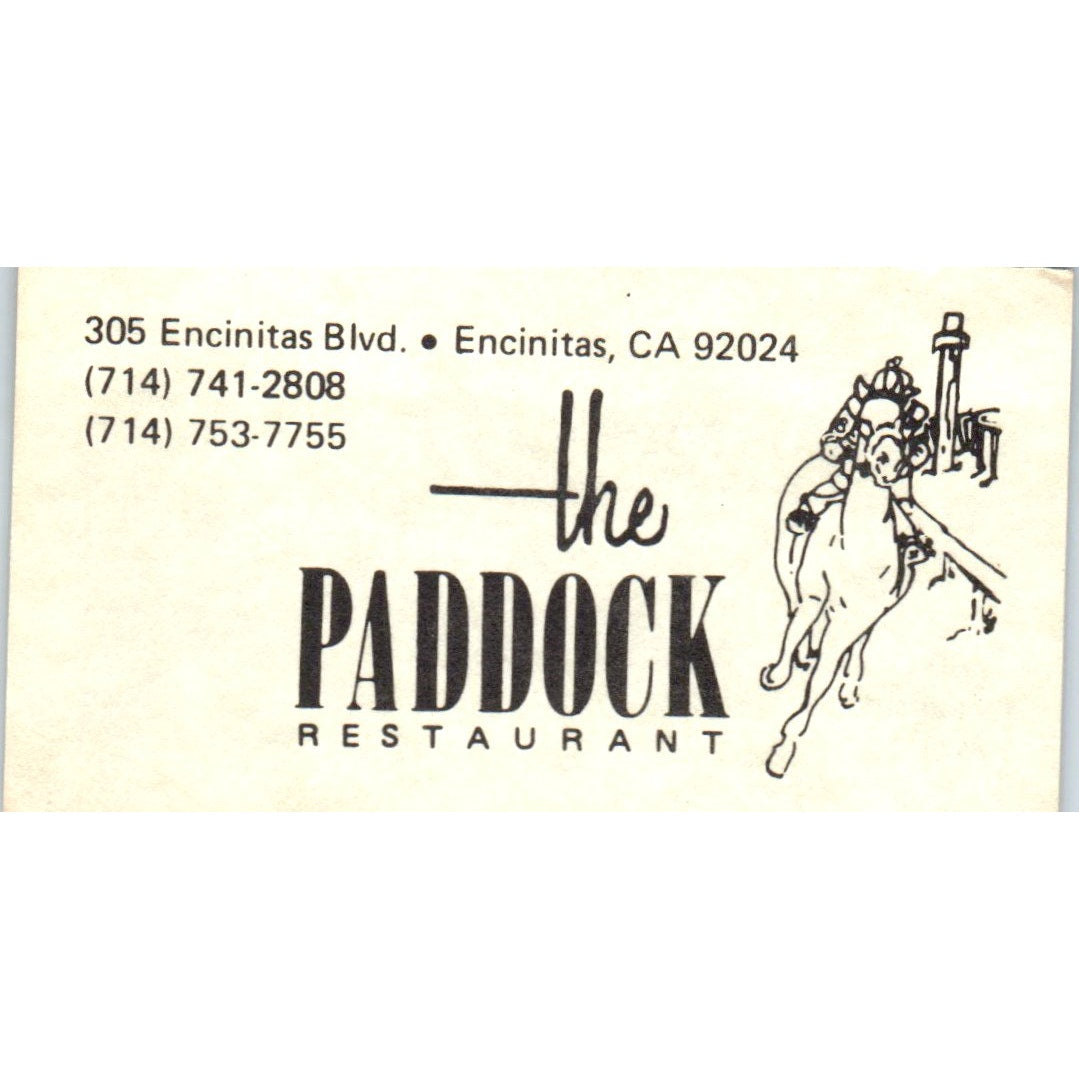 305 Encinitas Blvd. • Encinitas, CA 92024
(714) 741-2808
(714) 753-7755
the
PADDOCK
RESTAURANT